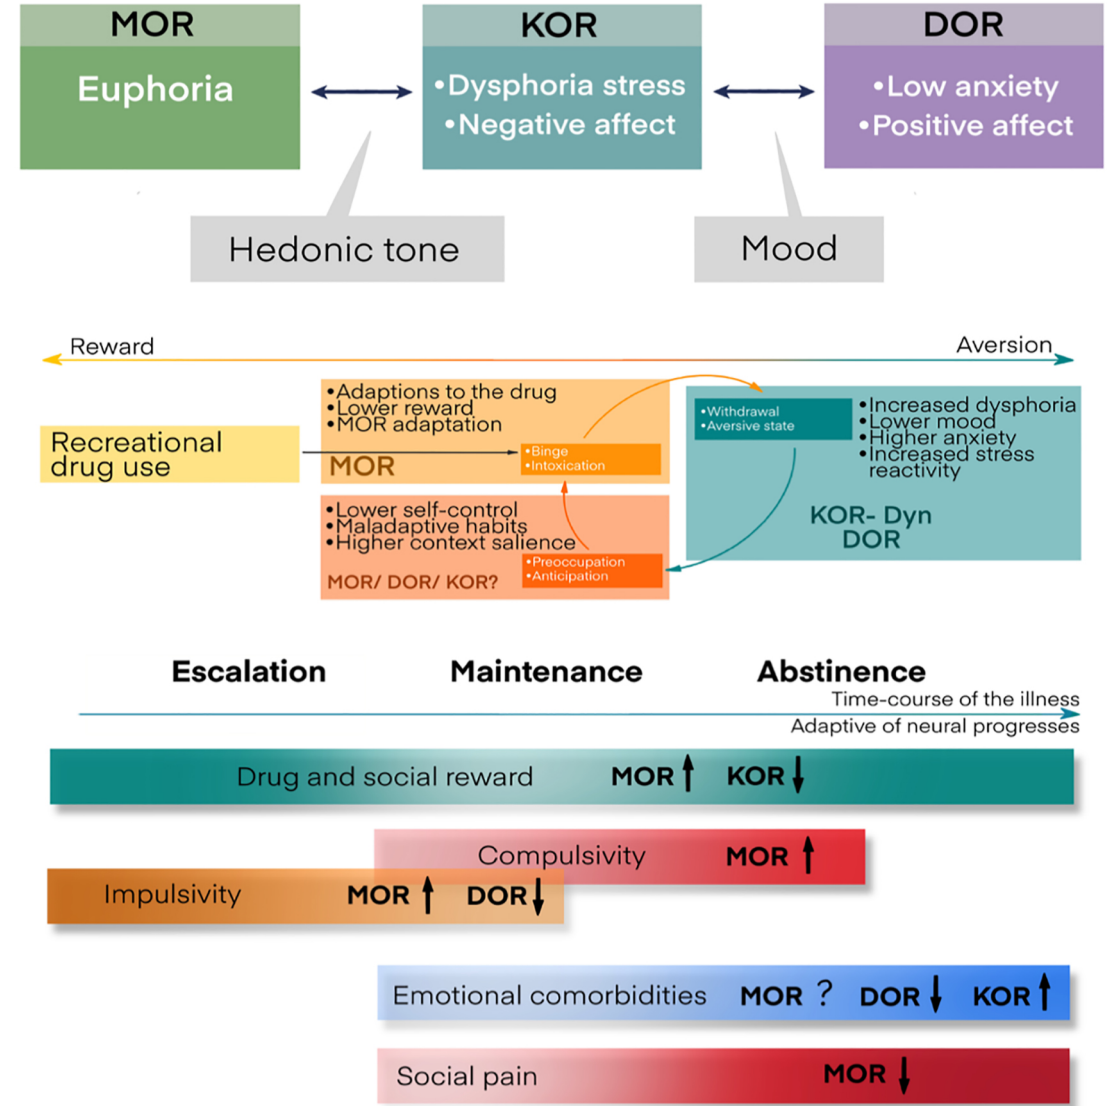 MOR
KOR
DOR
Euphoria
•Dysphoria stress
•Negative affect
•Low anxiety
•Positive affect
Hedonic tone
Mood
Reward
Aversion
Recreational
drug use
•Adaptions to the drug
•Lower reward
•MOR adaptation
MOR
•Binge
•Intoxication
•Lower self-control
•Maladaptive habits
•Higher context salience
MOR/ DOR/ KOR?
•Preoccupation
•Anticipation
•Withdrawal
•Aversive state
•Increased dysphoria
•Lower mood
•Higher anxiety
•Increased stress
reactivity
KOR- Dyn
DOR
Escalation
Maintenance
Abstinence
Time-course of the illness
Adaptive of neural progresses
Drug and social reward MOR ↑ KOR ↓
Compulsivity MOR ↑
Impulsivity MOR ↑ DOR ↓
Emotional comorbidities MOR ? DOR ↓ KOR ↑
Social pain MOR ↓